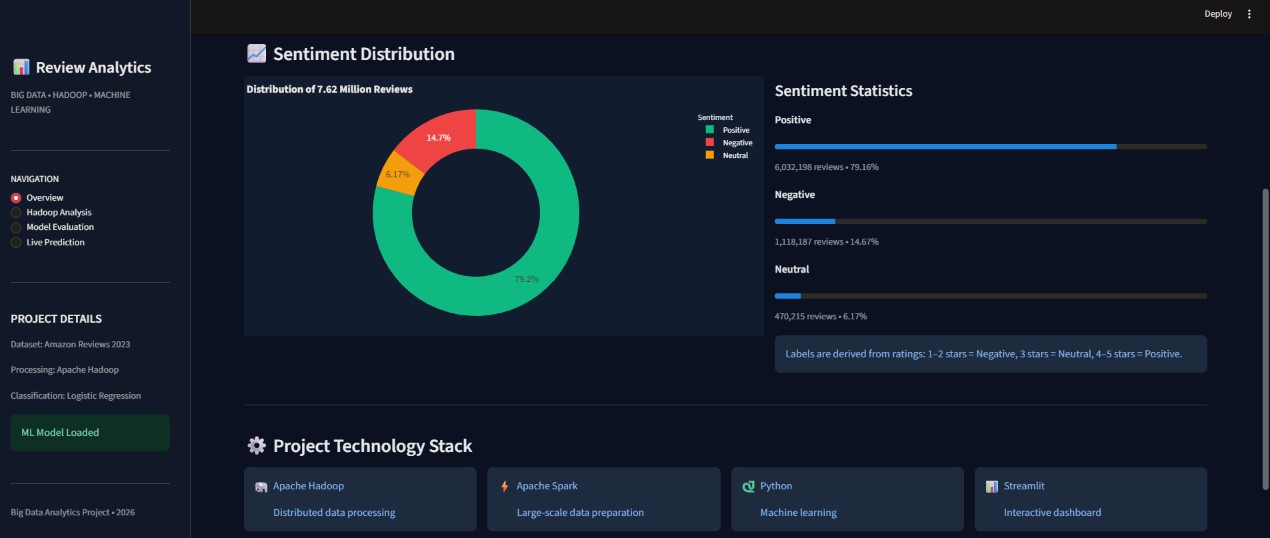 Deploy
Review Analytics
BIG DATA • HADOOP • MACHINE
LEARNING
NAVIGATION
Overview
Hadoop Analysis
Model Evaluation
Live Prediction
PROJECT DETAILS
Dataset: Amazon Reviews 2023
Processing: Apache Hadoop
Classification: Logistic Regression
ML Model Loaded
Big Data Analytics Project • 2026
Sentiment Distribution
Distribution of 7.62 Million Reviews
14.7%
6.17%
79.2%
Sentiment
Positive
Negative
Neutral
Sentiment Statistics
Positive
6,032,198 reviews • 79.16%
Negative
1,118,187 reviews • 14.67%
Neutral
470,215 reviews • 6.17%
Labels are derived from ratings: 1–2 stars = Negative, 3 stars = Neutral, 4–5 stars = Positive.
Project Technology Stack
Apache Hadoop
Distributed data processing
Apache Spark
Large-scale data preparation
Python
Machine learning
Streamlit
Interactive dashboard